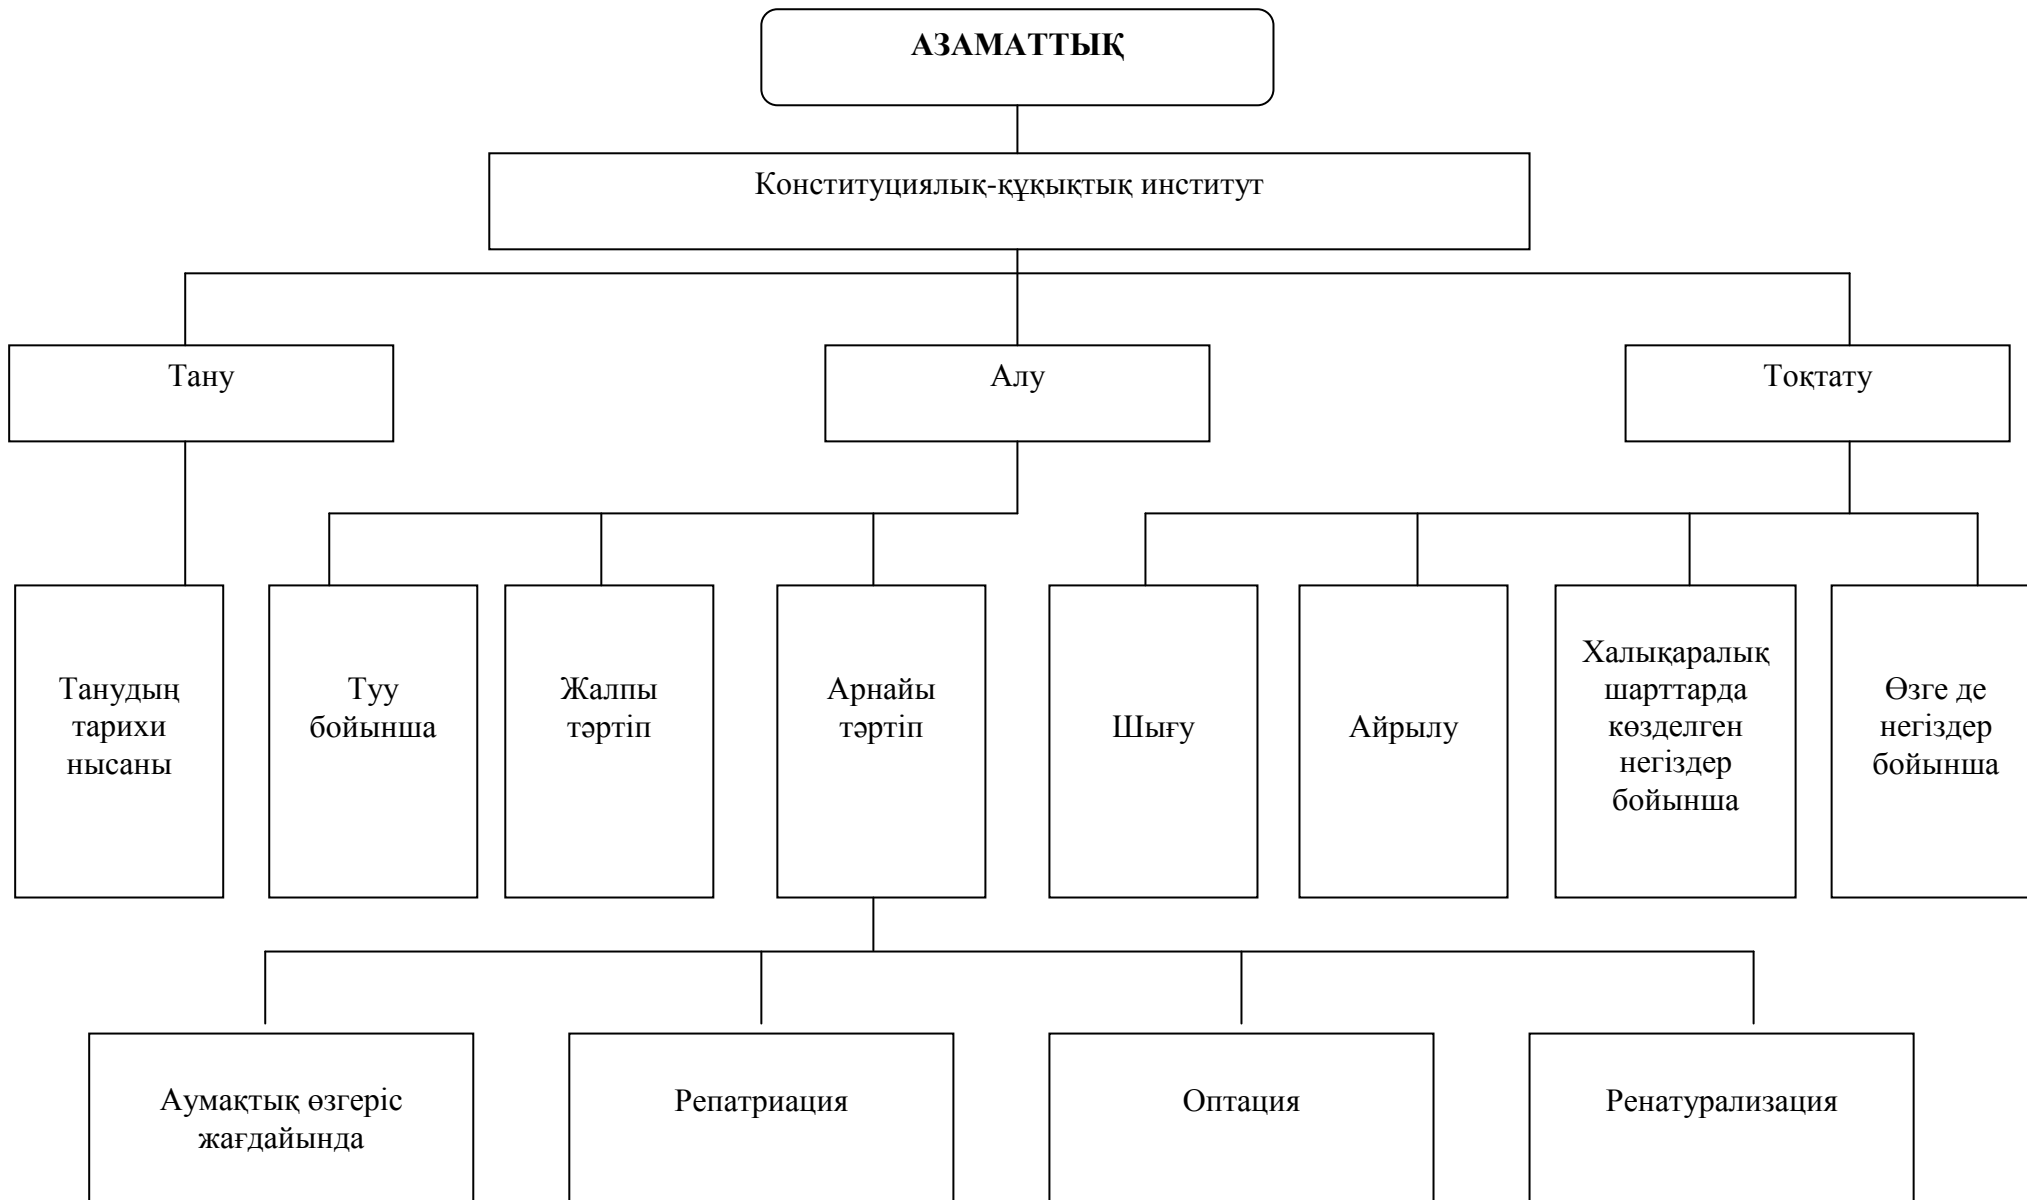 АЗАМАТТЫҚ
Конституциялық-құқықтық институт
Тану
Алу
Тоқтату
Танудың
тарихи
нысаны
Туу
бойынша
Жалпы
тәртіп
Арнайы
тәртіп
Шығу
Айрылу
Халықаралық
шарттарда
көзделген
негіздер
бойынша
Өзге де
негіздер
бойынша
Аумақтық өзгеріс
жағдайында
Репатриация
Оптация
Ренатурализация